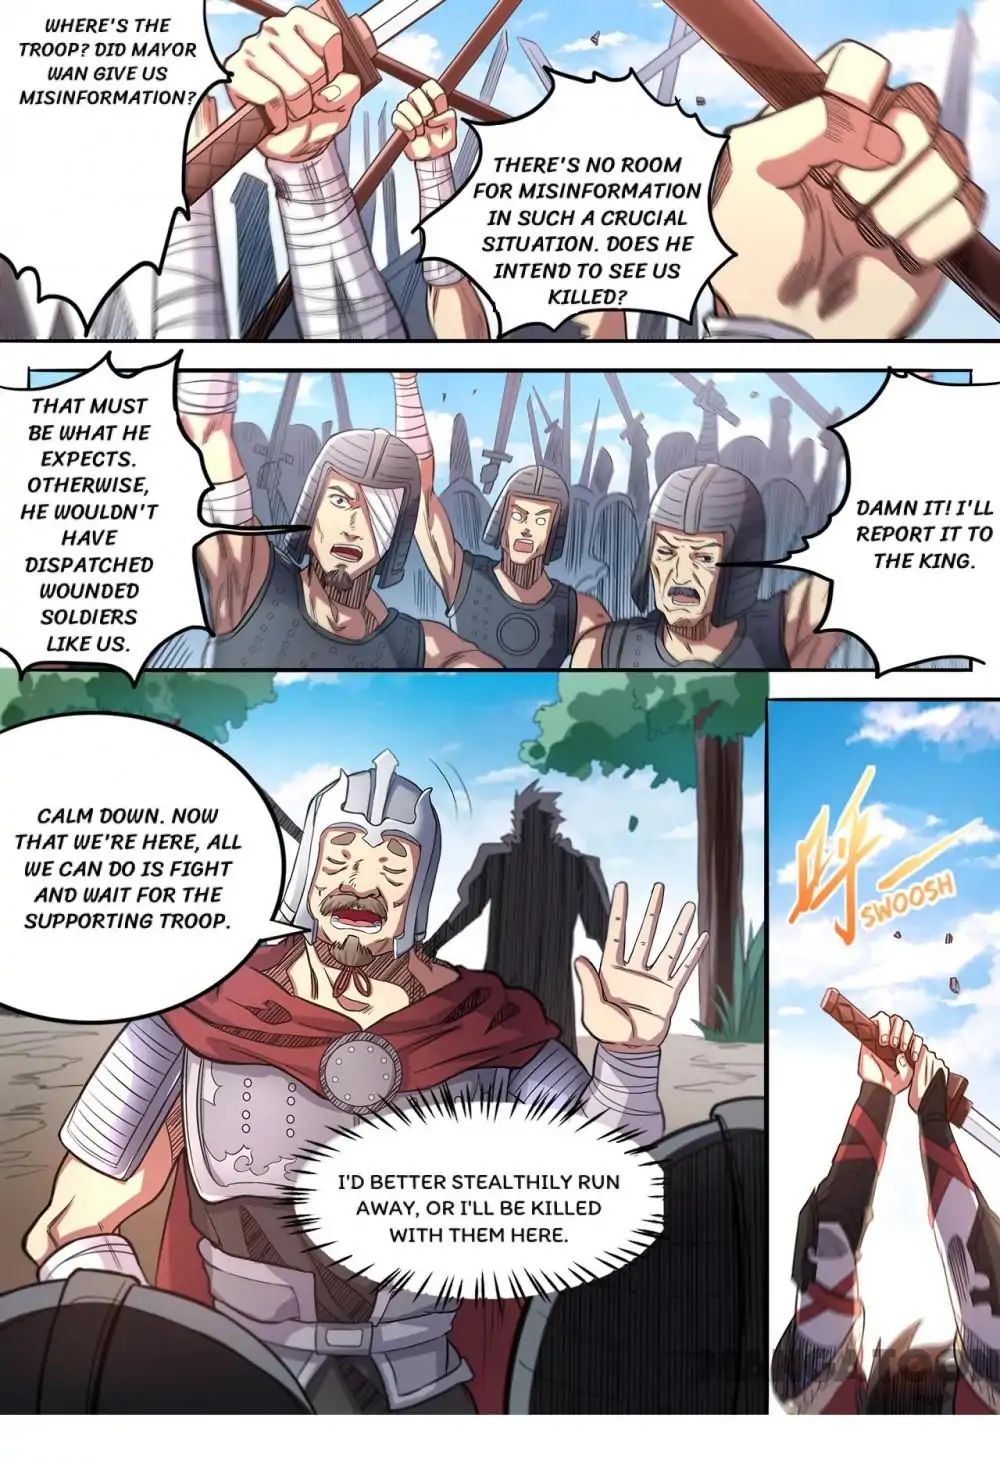 WHERE'S THE
TROOP? DID MAYOR
WAN GIVE US
MISINFORMATION?
THERE'S NO ROOM
FOR MISINFORMATION
IN SUCH A CRUCIAL
SITUATION. DOES HE
INTEND TO SEE US
KILLED?
THAT MUST
BE WHAT HE
EXPECTS.
OTHERWISE,
HE WOULDN'T
HAVE
DISPATCHED
WOUNDED
SOLDIERS
LIKE US.
DAMN IT! I'LL
REPORT IT TO
THE KING.
CALM DOWN. NOW
THAT WE'RE HERE, ALL
WE CAN DO IS FIGHT
AND WAIT FOR THE
SUPPORTING TROOP.
呼
SWOOSH
I'D BETTER STEALTHILY RUN
AWAY, OR I'LL BE KILLED
WITH THEM HERE.
MANGATOON